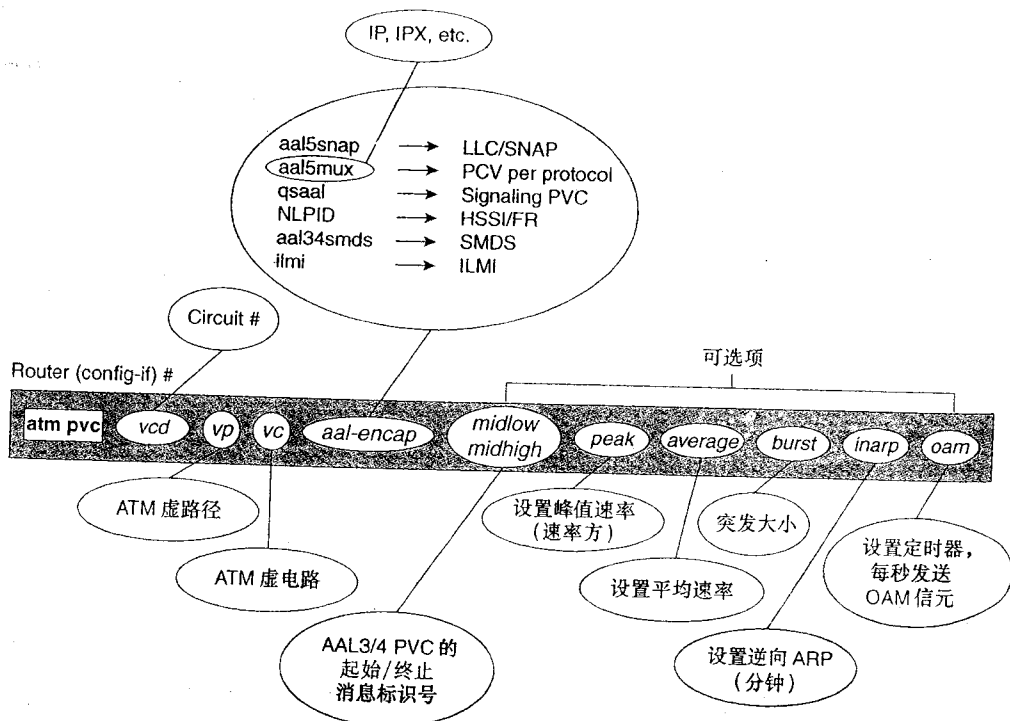 IP, IPX, etc.
aal5snap → LLC/SNAP
aal5mux → PCV per protocol
qsaal → Signaling PVC
NLPID → HSSI/FR
aal34smds → SMDS
ilmi → ILMI
Circuit #
可选项
Router (config-if) #
atm pvc vcd vp vc aal-encap midlow midhigh peak average burst inarp oam
ATM 虚路径
ATM 虚电路
AAL3/4 PVC 的
起始/终止
消息标识号
设置峰值速率
(速率方)
设置平均速率
突发大小
设置逆向 ARP
(分钟)
设置定时器，
每秒发送
OAM 信元